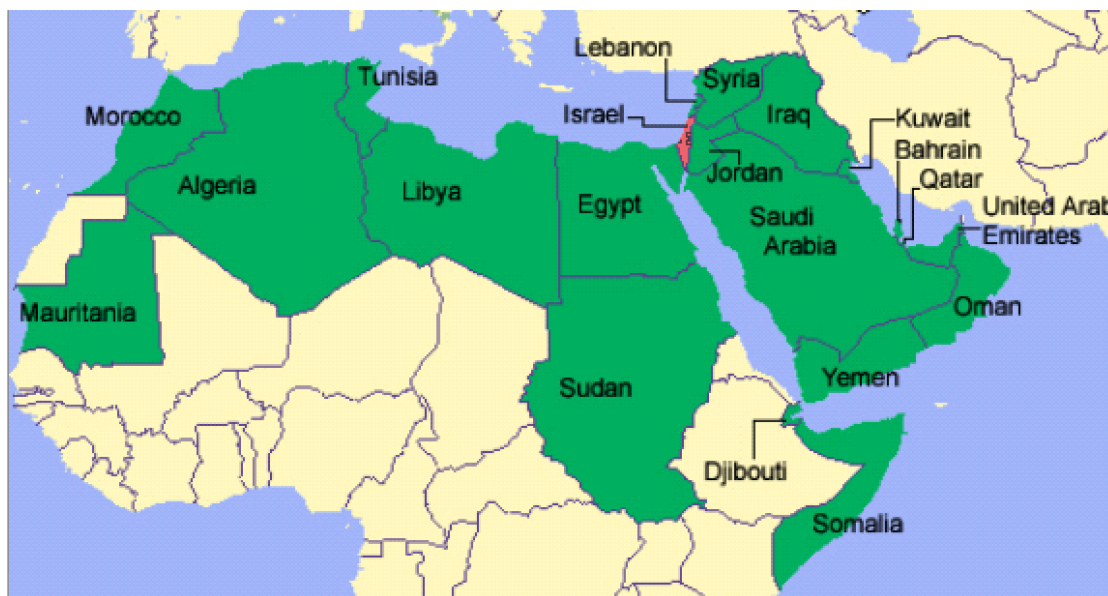 Lebanon
Syria
Tunisia
Israel
Iraq
Morocco
Kuwait
Bahrain
Jordan
Qatar
Algeria
Libya
Egypt
Saudi
Arabia
United Arab
Emirates
Mauritania
Oman
Sudan
Yemen
Djibouti
Somalia